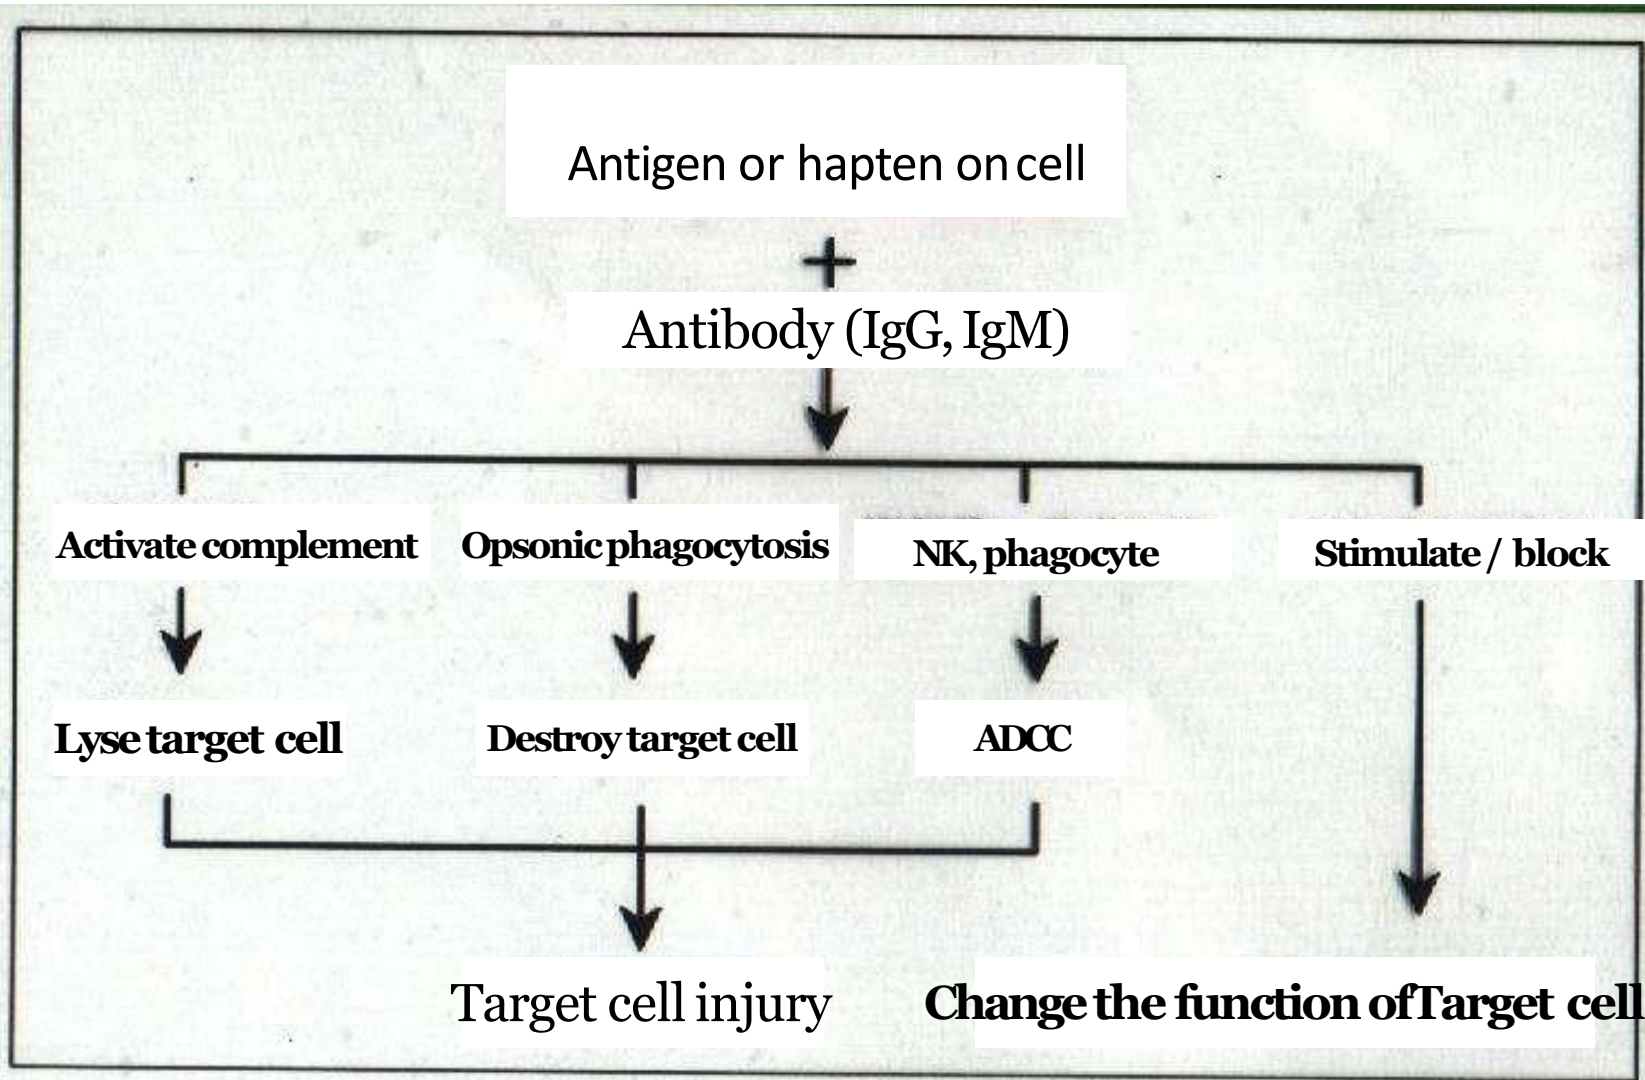 Antigen or hapten on cell
+
Antibody (IgG, IgM)
Activate complement
Opsonic phagocytosis
NK, phagocyte
Stimulate / block
Lyse target cell
Destroy target cell
ADCC
Target cell injury
Change the function ofTarget cell